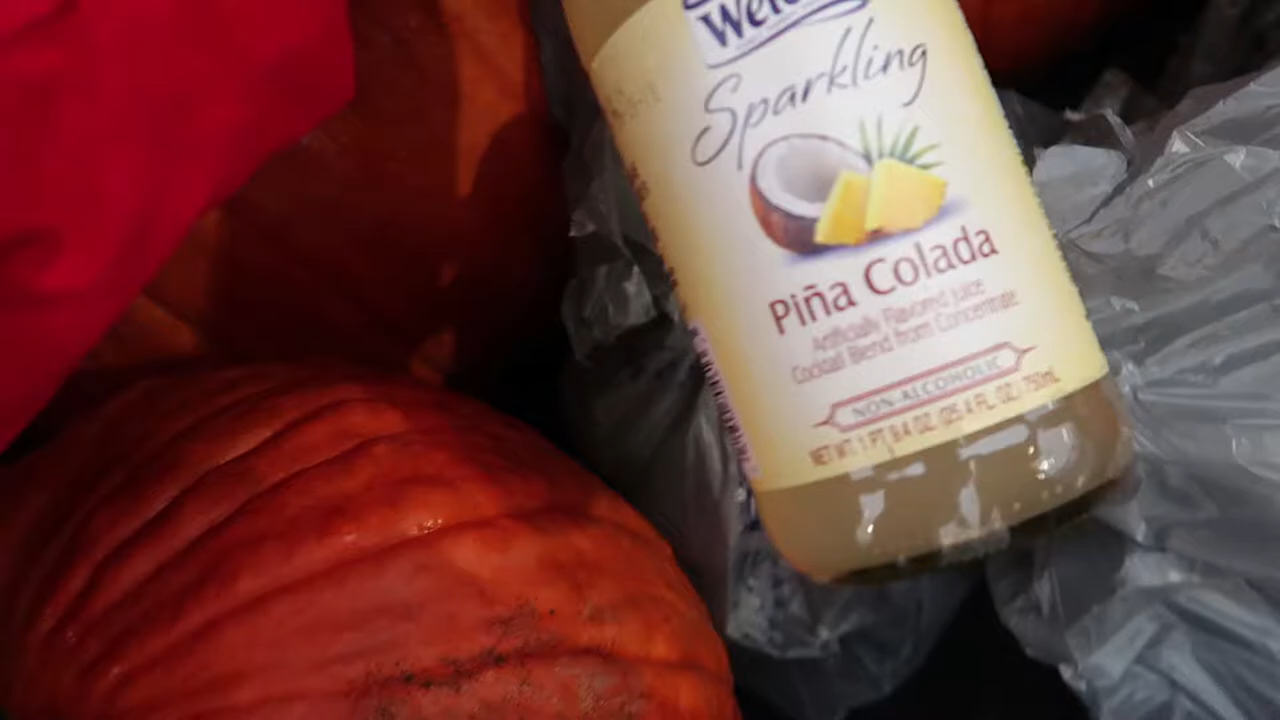 Sparkling
Piña Colada
Artificially Flavored Juice
Cocktail Blend from Concentrate
NON-ALCOHOLIC
NET WT 1 PT 9.4 OZ (25.4 FL OZ) 750mL